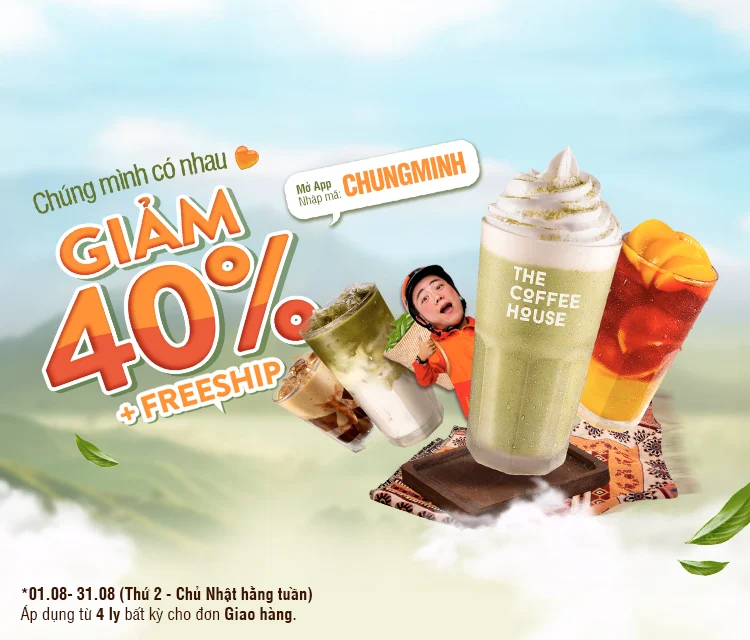 Chúng mình có nhau
GIẢM
40%
+ FREESHIP
Mở App
Nhập mã: CHUNGMINH
THE
COFFEE
HOUSE
*01.08- 31.08 (Thứ 2 - Chủ Nhật hằng tuần)
Áp dụng từ 4 ly bất kỳ cho đơn Giao hàng.